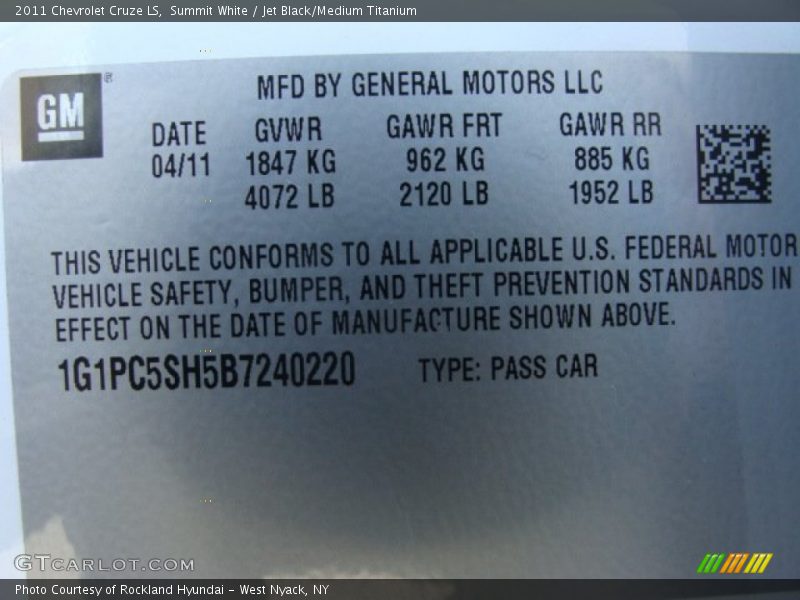 2011 Chevrolet Cruze LS,  Summit White / Jet Black/Medium Titanium
GM ®
MFD BY GENERAL MOTORS LLC
DATE GVWR GAWR FRT GAWR RR
04/11 1847 KG 962 KG 885 KG
4072 LB 2120 LB 1952 LB
THIS VEHICLE CONFORMS TO ALL APPLICABLE U.S. FEDERAL MOTOR
VEHICLE SAFETY, BUMPER, AND THEFT PREVENTION STANDARDS IN
EFFECT ON THE DATE OF MANUFACTURE SHOWN ABOVE.
1G1PC5SH5B7240220 TYPE: PASS CAR
GTCARLOT.COM
Photo Courtesy of Rockland Hyundai - West Nyack, NY